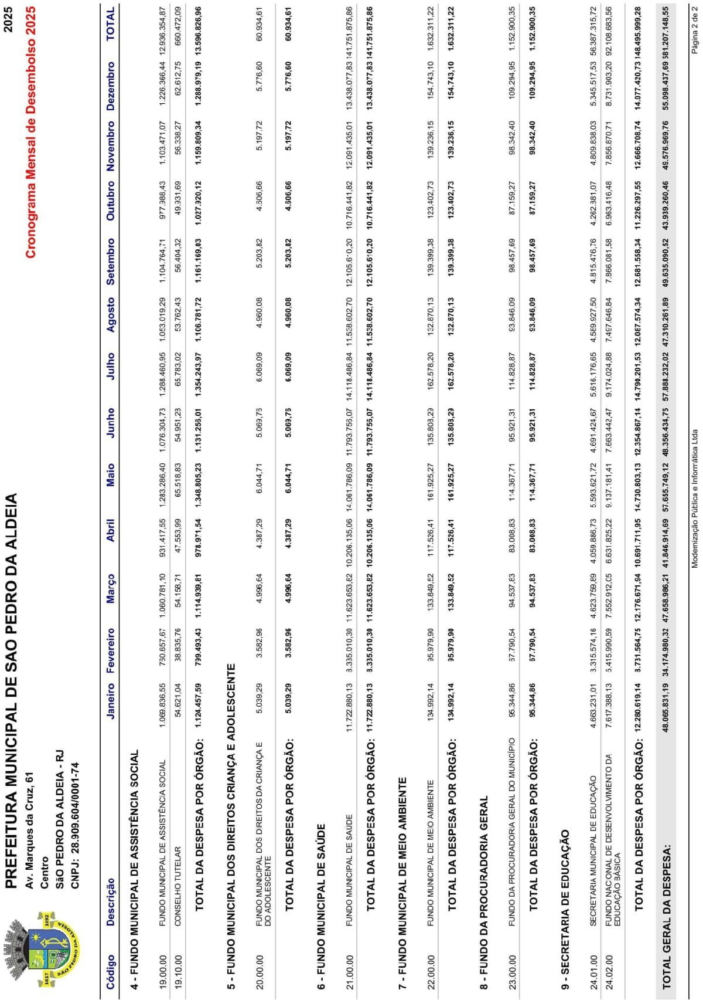 PREFEITURA MUNICIPAL DE SAO PEDRO DA ALDEIA 2025
Av. Marques da Cruz, 61 Cronograma Mensal de Desembolso 2025
Centro
SãO PEDRO DA ALDEIA - RJ
CNPJ: 28.909.604/0001-74
1617 1892
SÃO PEDRO DA ALDEIA
Código Descrição Janeiro Fevereiro Março Abril Maio Junho Julho Agosto Setembro Outubro Novembro Dezembro TOTAL
4 - FUNDO MUNICIPAL DE ASSISTÊNCIA SOCIAL
19.00.00 FUNDO MUNICIPAL DE ASSISTÊNCIA SOCIAL 1.069.836,55 760.657,67 1.060.781,10 931.417,55 1.283.286,40 1.076.304,73 1.288.460,95 1.053.019,29 1.104.764,71 977.988,43 1.103.471,07 1.226.366,44 12.936.354,87
19.10.00 CONSELHO TUTELAR 54.621,04 38.835,76 54.158,71 47.553,99 65.518,83 54.951,28 65.783,02 53.762,43 56.404,32 49.931,69 56.338,27 62.612,75 660.472,09
TOTAL DA DESPESA POR ÓRGÃO: 1.124.457,59 799.493,43 1.114.939,81 978.971,54 1.348.805,23 1.131.256,01 1.354.243,97 1.106.781,72 1.161.169,03 1.027.920,12 1.159.809,34 1.288.979,19 13.596.826,96
5 - FUNDO MUNICIPAL DOS DIREITOS CRIANÇA E ADOLESCENTE
20.00.00 FUNDO MUNICIPAL DOS DIREITOS DA CRIANÇA E 5.039,29 3.582,96 4.996,64 4.387,29 6.044,71 5.069,76 6.069,09 4.960,08 5.203,82 4.606,66 5.197,72 5.776,60 60.934,61
DO ADOLESCENTE
TOTAL DA DESPESA POR ÓRGÃO: 5.039,29 3.582,96 4.996,64 4.387,29 6.044,71 5.069,76 6.069,09 4.960,08 5.203,82 4.606,66 5.197,72 5.776,60 60.934,61
6 - FUNDO MUNICIPAL DE SAÚDE
21.00.00 FUNDO MUNICIPAL DE SAUDE 11.722.880,13 8.335.010,30 11.623.653,82 10.206.135,06 14.061.786,09 11.793.756,07 14.118.486,84 11.538.602,70 12.105.610,20 10.716.441,82 12.091.435,01 13.438.077,83 141.751.875,86
TOTAL DA DESPESA POR ÓRGÃO: 11.722.880,13 8.335.010,30 11.623.653,82 10.206.135,06 14.061.786,09 11.793.756,07 14.118.486,84 11.538.602,70 12.105.610,20 10.716.441,82 12.091.435,01 13.438.077,83 141.751.875,86
7 - FUNDO MUNICIPAL DE MEIO AMBIENTE
22.00.00 FUNDO MUNICIPAL DE MEIO AMBIENTE 134.992,14 95.979,90 133.849,52 117.526,41 161.925,27 135.808,29 162.578,20 132.870,13 139.399,38 123.402,73 139.236,15 154.743,10 1.632.311,22
TOTAL DA DESPESA POR ÓRGÃO: 134.992,14 95.979,90 133.849,52 117.526,41 161.925,27 135.808,29 162.578,20 132.870,13 139.399,38 123.402,73 139.236,15 154.743,10 1.632.311,22
8 - FUNDO DA PROCURADORIA GERAL
23.00.00 FUNDO DA PROCURADORIA GERAL DO MUNICÍPIO 95.344,86 67.790,54 94.537,83 83.008,83 114.367,71 95.921,31 114.828,87 93.846,09 98.457,69 87.159,27 98.342,40 109.294,95 1.152.900,35
TOTAL DA DESPESA POR ÓRGÃO: 95.344,86 67.790,54 94.537,83 83.008,83 114.367,71 95.921,31 114.828,87 93.846,09 98.457,69 87.159,27 98.342,40 109.294,95 1.152.900,35
9 - SECRETARIA DE EDUCAÇÃO
24.01.00 SECRETARIA MUNICIPAL DE EDUCAÇÃO 4.663.231,01 3.315.574,16 4.623.759,89 4.059.886,73 5.593.621,72 4.691.424,67 5.616.176,65 4.589.927,50 4.815.476,76 4.262.881,07 4.809.838,03 5.345.517,53 56.387.315,72
24.02.00 FUNDO NACIONAL DE DESENVOLVIMENTO DA 7.617.388,13 5.415.990,59 7.552.912,05 6.631.825,22 9.137.181,41 7.663.442,47 9.174.024,88 7.497.646,84 7.866.081,58 6.963.416,48 7.856.870,71 8.731.903,20 92.108.683,56
EDUCAÇÃO BÁSICA
TOTAL DA DESPESA POR ÓRGÃO: 12.280.619,14 8.731.564,75 12.176.671,94 10.691.711,95 14.730.803,13 12.354.867,14 14.790.201,53 12.087.574,34 12.681.558,34 11.226.297,55 12.666.708,74 14.077.420,73 148.495.999,28
TOTAL GERAL DA DESPESA: 48.065.831,19 34.174.980,32 47.658.986,21 41.846.914,69 57.655.749,12 48.356.434,75 57.888.232,02 47.310.261,89 49.635.090,52 43.939.260,46 49.576.969,76 55.098.437,69 581.207.148,55
Modernização Pública e Informática Ltda Página 2 de 2